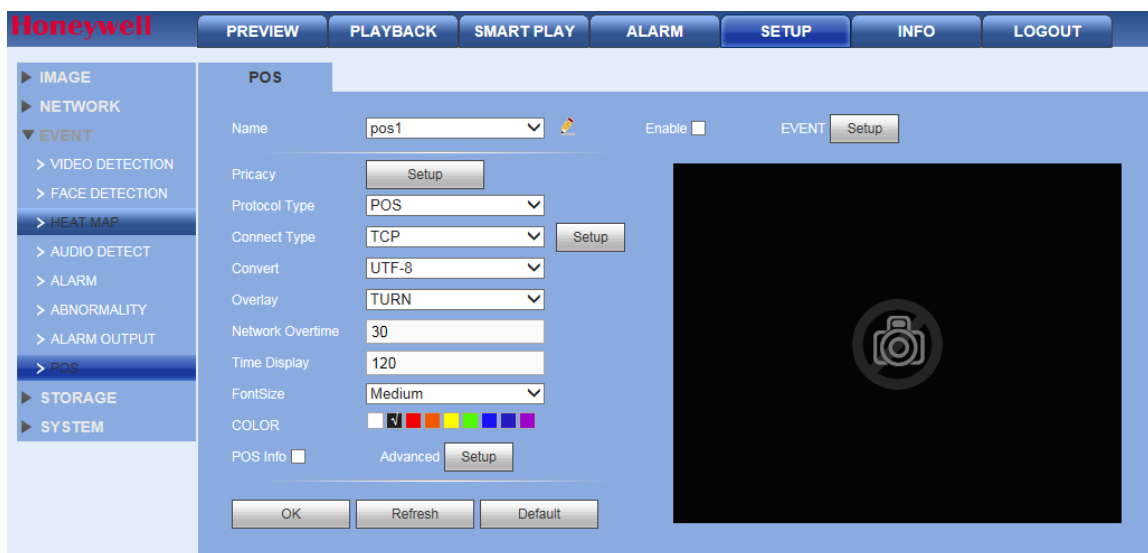 Honeywell
PREVIEW PLAYBACK SMART PLAY ALARM SETUP INFO LOGOUT
IMAGE
NETWORK
EVENT
VIDEO DETECTION
FACE DETECTION
HEAT MAP
AUDIO DETECT
ALARM
ABNORMALITY
ALARM OUTPUT
POS
STORAGE
SYSTEM
POS
Name pos1 Enable EVENT Setup
Pricacy Setup
Protocol Type POS
Connect Type TCP Setup
Convert UTF-8
Overlay TURN
Network Overtime 30
Time Display 120
FontSize Medium
COLOR
POS Info Advanced Setup
OK Refresh Default